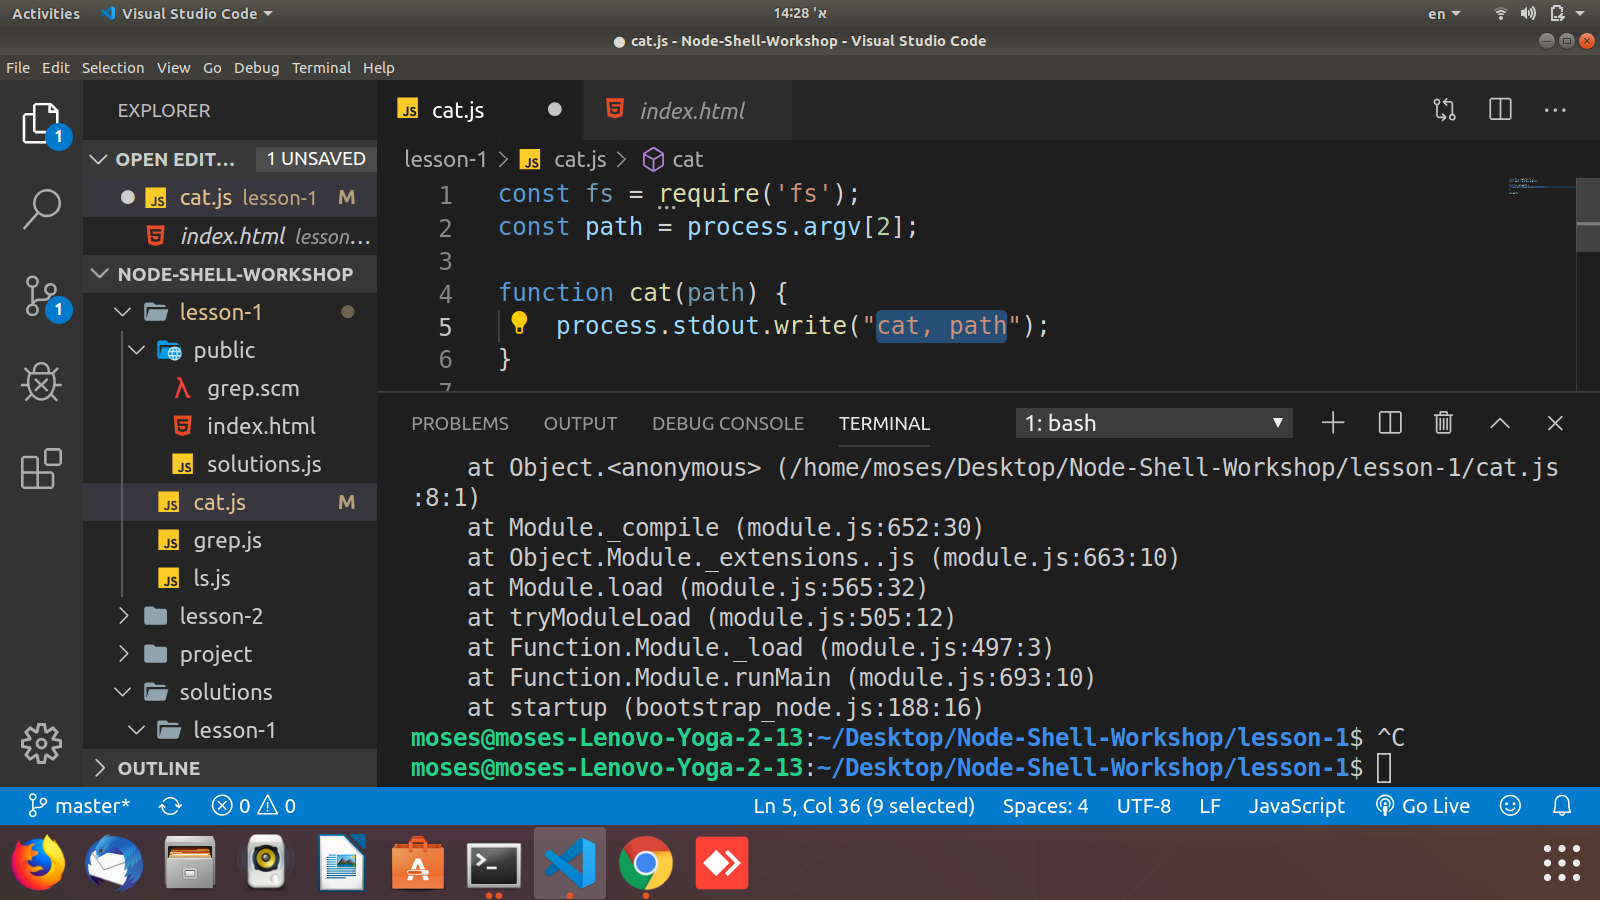 Activities Visual Studio Code 14:28 'א en
● cat.js - Node-Shell-Workshop - Visual Studio Code
File Edit Selection View Go Debug Terminal Help
EXPLORER
1
OPEN EDIT... 1 UNSAVED
cat.js lesson-1 M
index.html lesson...
NODE-SHELL-WORKSHOP
lesson-1
1
public
grep.scm
index.html
solutions.js
cat.js M
grep.js
ls.js
lesson-2
project
solutions
lesson-1
OUTLINE
cat.js index.html
lesson-1 > cat.js > cat
1 const fs = require('fs');
2 const path = process.argv[2];
3
4 function cat(path) {
5 process.stdout.write("cat, path");
6 }
7
PROBLEMS OUTPUT DEBUG CONSOLE TERMINAL 1: bash
at Object.<anonymous> (/home/moses/Desktop/Node-Shell-Workshop/lesson-1/cat.js
:8:1)
at Module._compile (module.js:652:30)
at Object.Module._extensions..js (module.js:663:10)
at Module.load (module.js:565:32)
at tryModuleLoad (module.js:505:12)
at Function.Module._load (module.js:497:3)
at Function.Module.runMain (module.js:693:10)
at startup (bootstrap_node.js:188:16)
moses@moses-Lenovo-Yoga-2-13:~/Desktop/Node-Shell-Workshop/lesson-1$ ^C
moses@moses-Lenovo-Yoga-2-13:~/Desktop/Node-Shell-Workshop/lesson-1$
master* 0 0 Ln 5, Col 36 (9 selected) Spaces: 4 UTF-8 LF JavaScript Go Live